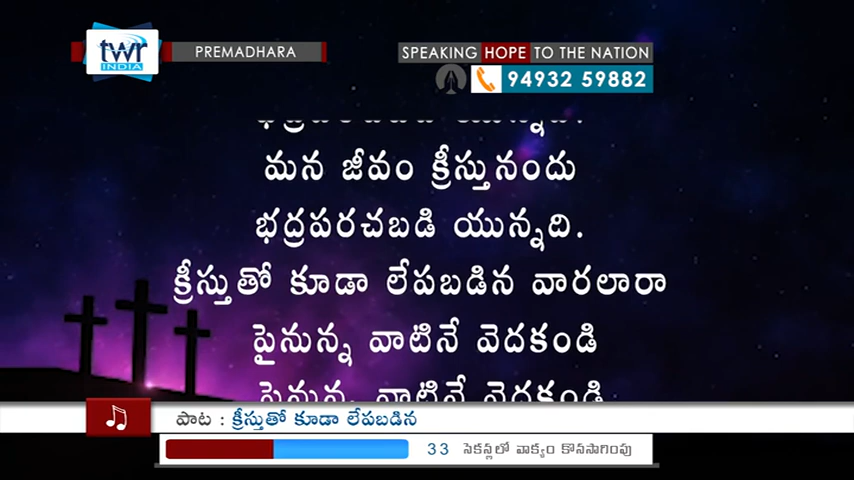 twr
INDIA
PREMADHARA
SPEAKING HOPE TO THE NATION
94932 59882
మన జీవం క్రీస్తునందు
భద్రపరచబడి యున్నది.
క్రీస్తుతో కూడా లేపబడిన వారలారా
పైనున్న వాటినే వెదకండి
పైనున్న వాటినే వెదకండి
పాట : క్రీస్తుతో కూడా లేపబడిన
33 సెకన్లలో వాక్యం కొనసాగింపు